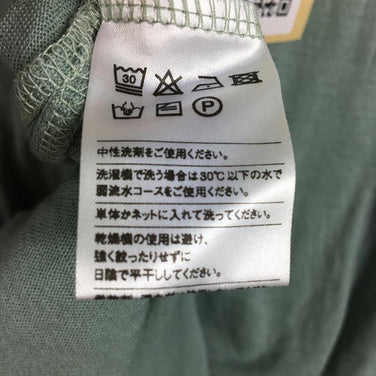 30
P
中性洗剤をご使用ください。
洗濯機で洗う場合は30℃以下の水で
弱流水コースをご使用ください。
単体かネットに入れて洗ってください。
乾燥機の使用は避け、
強く絞ったりせずに
日陰で平干ししてください。